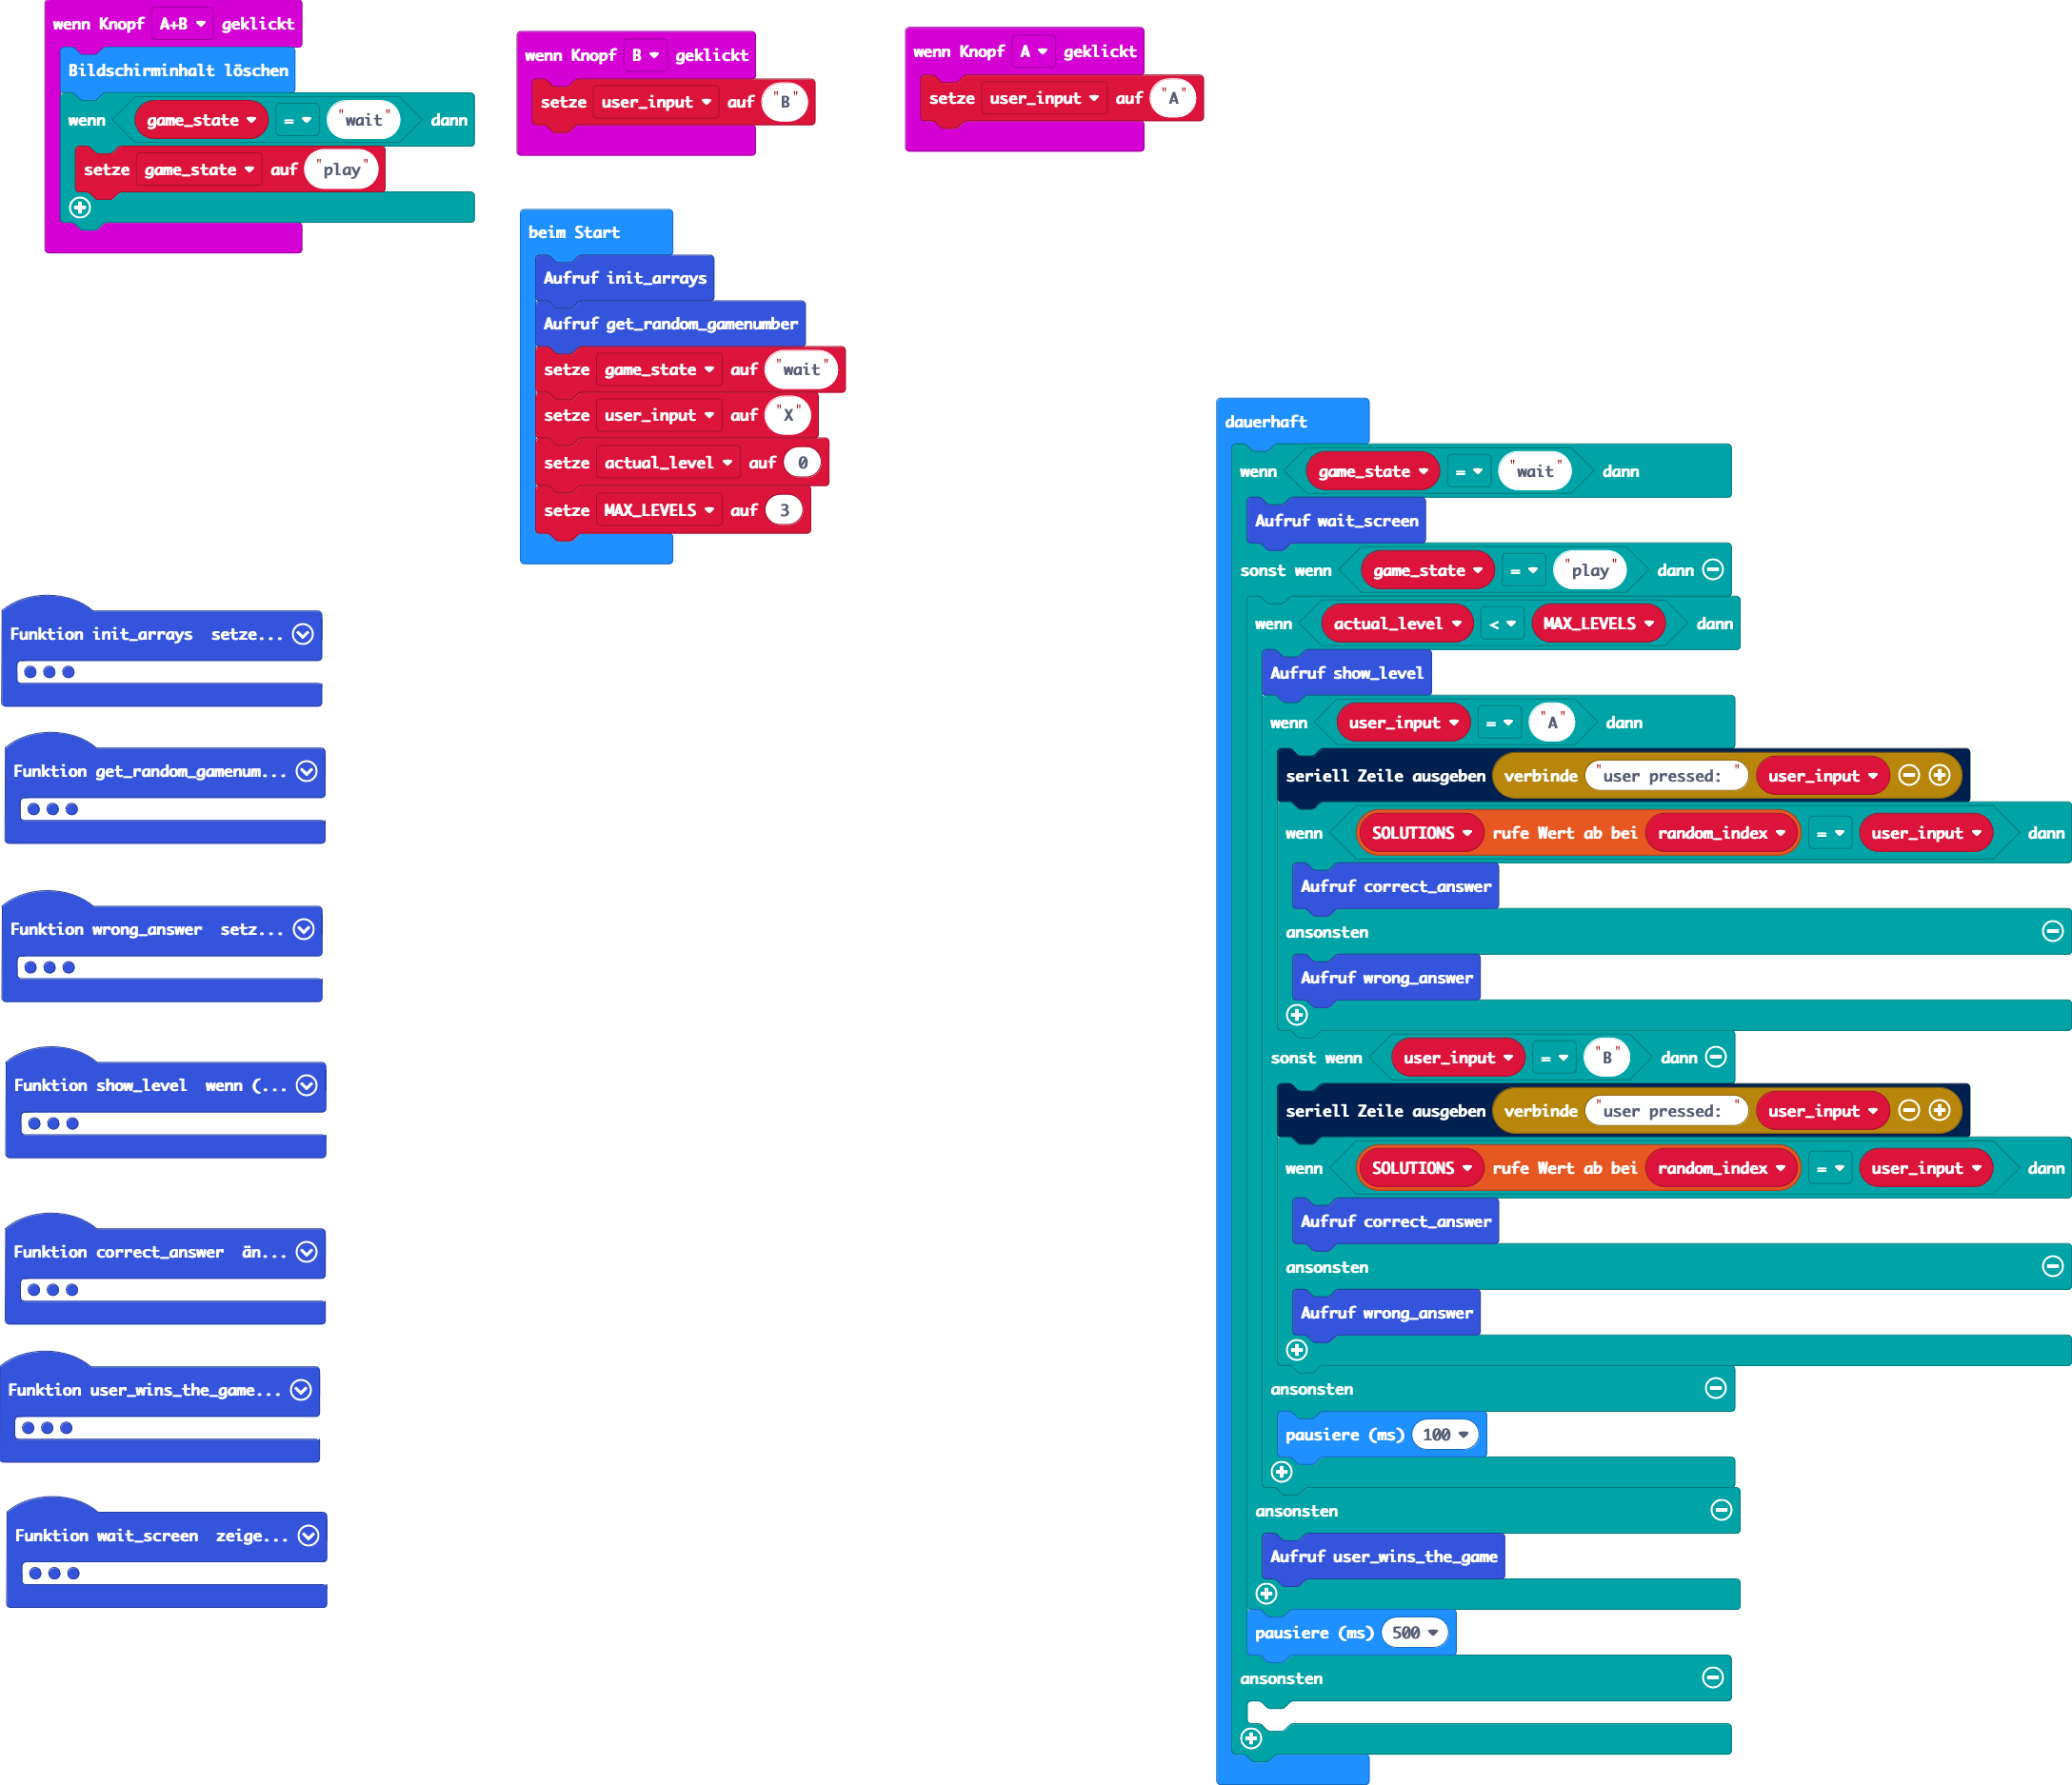 wenn Knopf A+B geklickt
Bildschirminhalt löschen
wenn game_state = "wait" dann
setze game_state auf "play"
wenn Knopf B geklickt
setze user_input auf "B"
wenn Knopf A geklickt
setze user_input auf "A"
beim Start
Aufruf init_arrays
Aufruf get_random_gamenumber
setze game_state auf "wait"
setze user_input auf "X"
setze actual_level auf 0
setze MAX_LEVELS auf 3
Funktion init_arrays setze...
Funktion get_random_gamenum...
Funktion wrong_answer setz...
Funktion show_level wenn (...
Funktion correct_answer än...
Funktion user_wins_the_game...
Funktion wait_screen zeige...
dauerhaft
wenn game_state = "wait" dann
Aufruf wait_screen
sonst wenn game_state = "play" dann
wenn actual_level < MAX_LEVELS dann
Aufruf show_level
wenn user_input = "A" dann
seriell Zeile ausgeben verbinde "user pressed: " user_input
wenn SOLUTIONS rufe Wert ab bei random_index = user_input dann
Aufruf correct_answer
ansonsten
Aufruf wrong_answer
sonst wenn user_input = "B" dann
seriell Zeile ausgeben verbinde "user pressed: " user_input
wenn SOLUTIONS rufe Wert ab bei random_index = user_input dann
Aufruf correct_answer
ansonsten
Aufruf wrong_answer
ansonsten
pausiere (ms) 100
ansonsten
Aufruf user_wins_the_game
pausiere (ms) 500
ansonsten